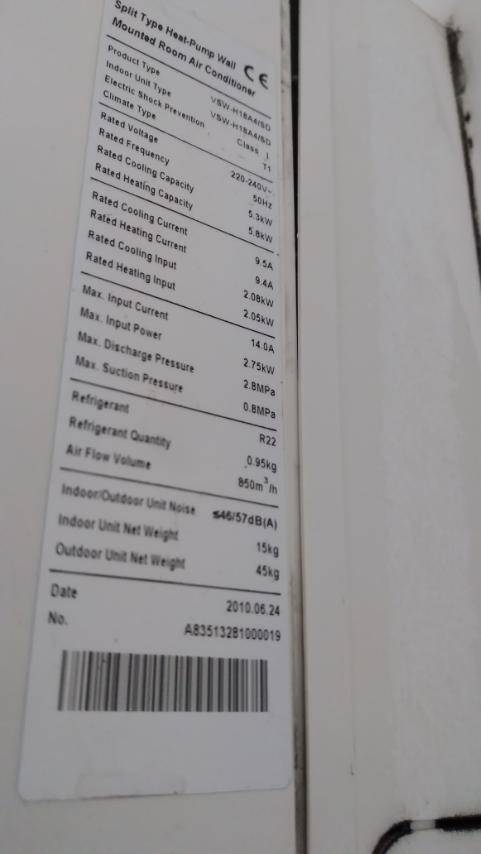 Split Type Heat-Pump Wall
Mounted Room Air Conditioner
CE
Product Type VSW-H18A4/SD
Indoor Unit Type VSW-H18A4/SD
Electric Shock Prevention Class I
Climate Type T1
Rated Voltage 220-240V~
Rated Frequency 50Hz
Rated Cooling Capacity 5.3kW
Rated Heating Capacity 5.8kW
Rated Cooling Current 9.5A
Rated Heating Current 9.4A
Rated Cooling Input 2.08kW
Rated Heating Input 2.05kW
Max. Input Current 14.0A
Max. Input Power 2.75kW
Max. Discharge Pressure 2.8MPa
Max. Suction Pressure 0.8MPa
Refrigerant R22
Refrigerant Quantity 0.95kg
Air Flow Volume 850m³/h
Indoor/Outdoor Unit Noise ≤46/57dB(A)
Indoor Unit Net Weight 15kg
Outdoor Unit Net Weight 45kg
Date 2010.06.24
No. A83513281000019